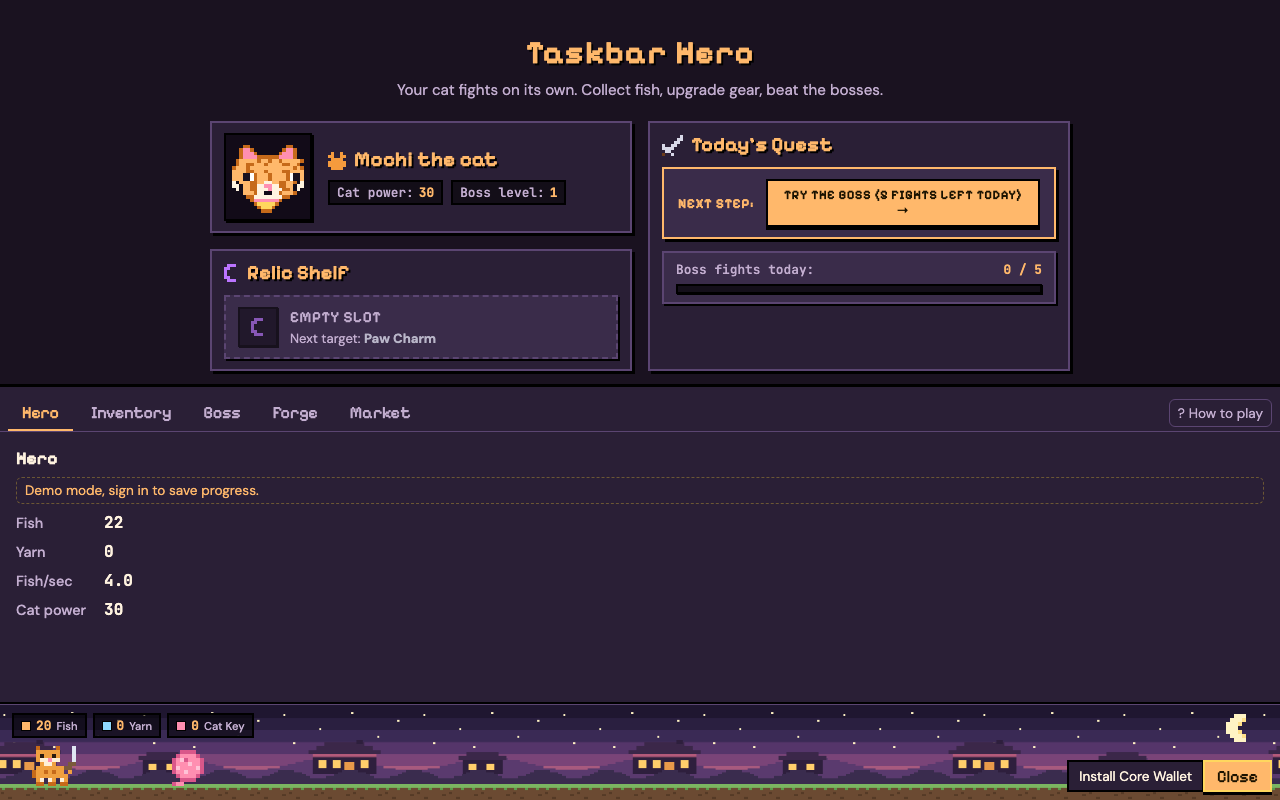 Taskbar Hero
Your cat fights on its own. Collect fish, upgrade gear, beat the bosses.
Mochi the cat
Cat power: 30
Boss level: 1
Relic Shelf
EMPTY SLOT
Next target: Paw Charm
Today's Quest
NEXT STEP:
TRY THE BOSS (5 FIGHTS LEFT TODAY)
→
Boss fights today: 0 / 5
Hero Inventory Boss Forge Market
? How to play
Hero
Demo mode, sign in to save progress.
Fish 22
Yarn 0
Fish/sec 4.0
Cat power 30
20 Fish
0 Yarn
0 Cat Key
Install Core Wallet
Close